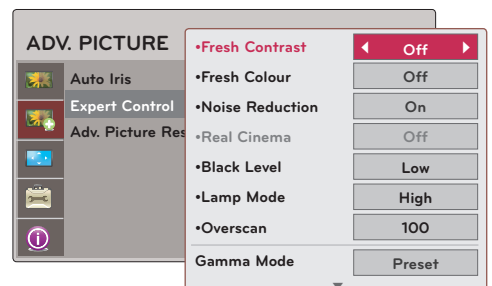 ADV. PICTURE
Auto Iris
Expert Control
Adv. Picture Res
•Fresh Contrast Off
•Fresh Colour Off
•Noise Reduction On
•Real Cinema Off
•Black Level Low
•Lamp Mode High
•Overscan 100
Gamma Mode Preset